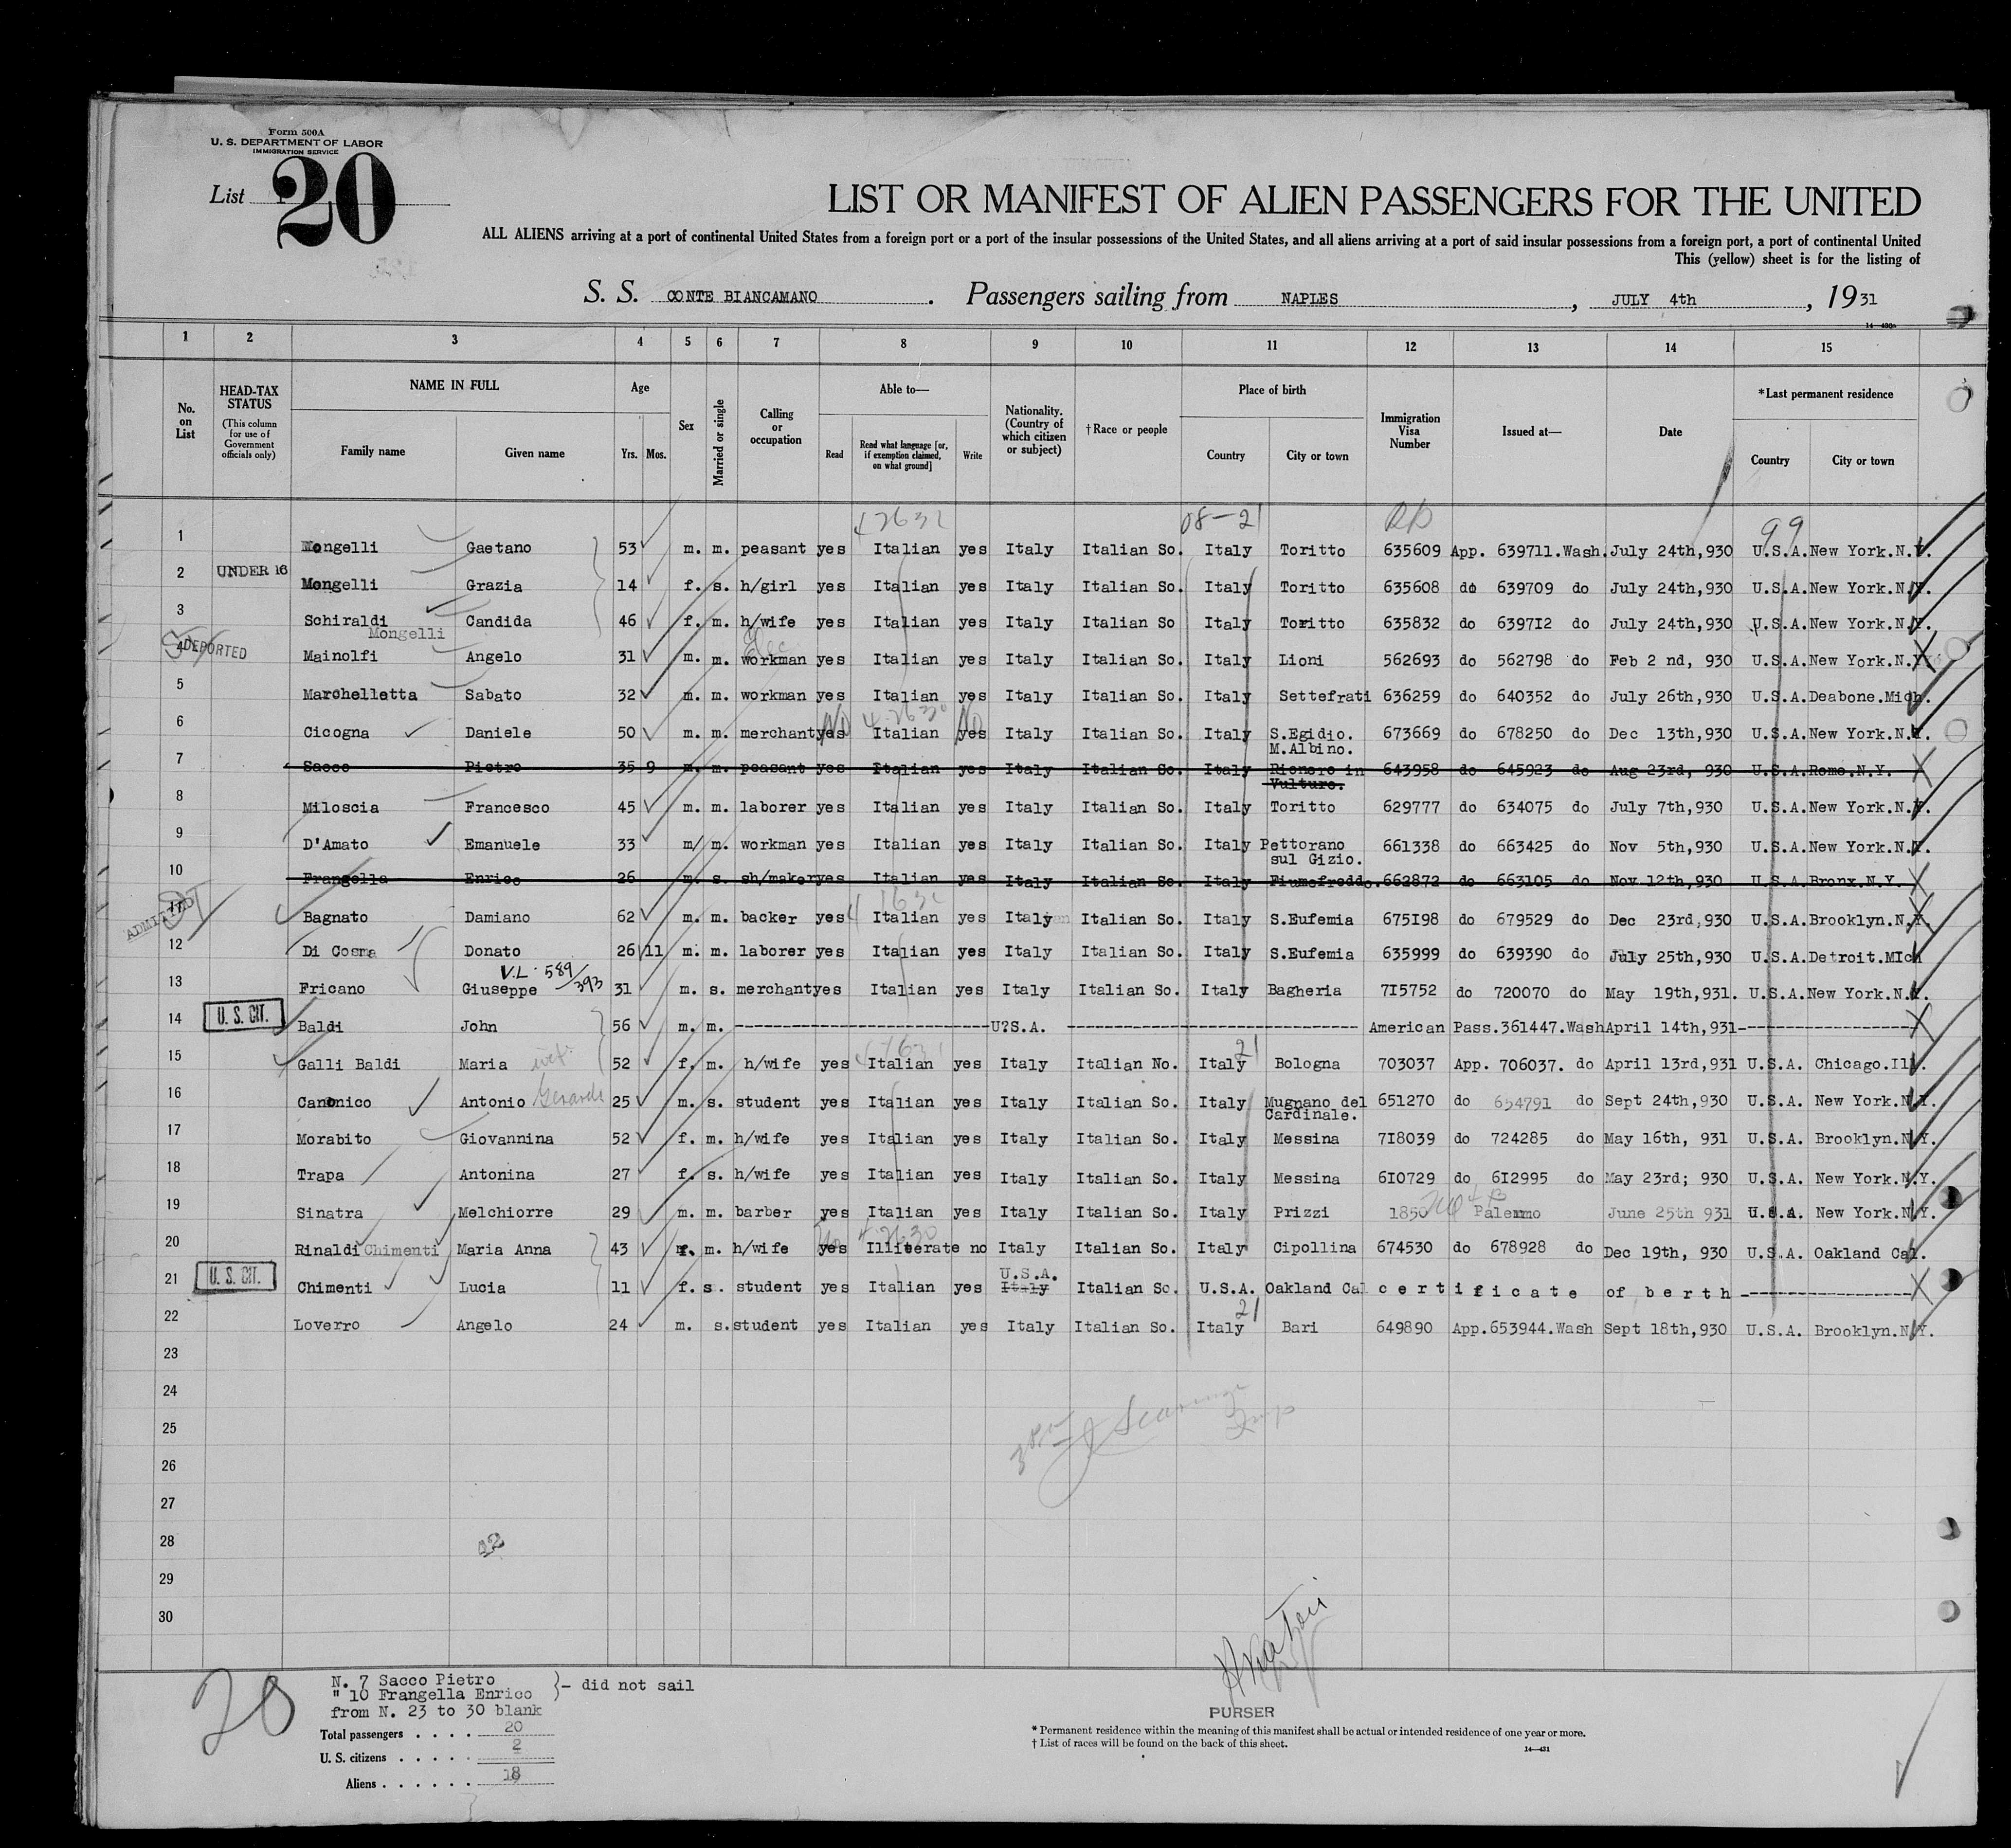 Form 500A
U. S. DEPARTMENT OF LABOR
IMMIGRATION SERVICE
List 20
LIST OR MANIFEST OF ALIEN PASSENGERS FOR THE UNITED
ALL ALIENS arriving at a port of continental United States from a foreign port or a port of the insular possessions of the United States, and all aliens arriving at a port of said insular possessions from a foreign port, a port of continental United
This (yellow) sheet is for the listing of
S. S. CONTE BIANCAMANO . Passengers sailing from NAPLES , JULY 4th , 1931
14—430a
1 2 3 4 5 6 7 8 9 10 11 12 13 14 15
No. on List HEAD-TAX STATUS (This column for use of Government officials only) NAME IN FULL Family name Given name Age Yrs. Mos. Sex Married or single Calling or occupation Able to— Read Read what language [or, if exemption claimed, on what ground] Write Nationality. (Country of which citizen or subject) † Race or people Place of birth Country City or town Immigration Visa Number Issued at— Date *Last permanent residence Country City or town
08-21 99
1 Mongelli Gaetano 53 m. m. peasant yes Italian yes Italy Italian So. Italy Toritto 635609 App. 639711.Wash. July 24th,930 U.S.A. New York.N.Y.
2 UNDER 16 Mongelli Grazia 14 f. s. h/girl yes Italian yes Italy Italian So. Italy Toritto 635608 do 639709 do July 24th,930 U.S.A. New York.N.Y.
3 Schiraldi Candida 46 f. m. h/wife yes Italian yes Italy Italian So Italy Toritto 635832 do 6397I2 do July 24th,930 U.S.A. New York.N.Y.
Mongelli
4 DEPORTED Mainolfi Angelo 31 m. m. workman yes Italian yes Italy Italian So. Italy Lioni 562693 do 562798 do Feb 2 nd, 930 U.S.A. New York.N.Y.
5 Marchelletta Sabato 32 m. m. workman yes Italian yes Italy Italian So. Italy Settefrati 636259 do 640352 do July 26th,930 U.S.A. Deabone.Mich.
6 Cicogna Daniele 50 m. m. merchant yes No Italian yes No Italy Italian So. Italy S.Egidio. M.Albino. 673669 do 678250 do Dec 13th,930 U.S.A. New York.N.Y.
7 Sacco Pietro 35 9 m. m. peasant yes Italian yes Italy Italian So. Italy Rionero in Vulture. 643958 do 645923 do Aug 23rd, 930 U.S.A. Rome.N.Y.
8 Miloscia Francesco 45 m. m. laborer yes Italian yes Italy Italian So. Italy Toritto 629777 do 634075 do July 7th,930 U.S.A. New York.N.Y.
9 D'Amato Emanuele 33 m/ m. workman yes Italian yes Italy Italian So. Italy Pettorano sul Gizio. 661338 do 663425 do Nov 5th,930 U.S.A. New York.N.Y.
10 Frangella Enrico 26 m. s. sh/maker yes Italian yes Italy Italian So. Italy Fiumefreddo. 662872 do 663105 do Nov 12th,930 U.S.A. Bronx.N.Y.
11 ADMITTED Bagnato Damiano 62 m. m. backer yes Italian yes Italy Italian So. Italy S.Eufemia 675I98 do 679529 do Dec 23rd,930 U.S.A. Brooklyn.N.Y.
12 Di Cosma Donato 26 11 m. m. laborer yes Italian yes Italy Italian So. Italy S.Eufemia 635999 do 639390 do July 25th,930 U.S.A. Detroit.MIch
V.L. 589/393
13 Fricano Giuseppe 31 m. s. merchant yes Italian yes Italy Italian So. Italy Bagheria 7I5752 do 720070 do May 19th,931. U.S.A. New York.N.Y.
14 U. S. CIT. Baldi John 56 m. m. U?S.A. American Pass.361447.Wash April 14th,931-
15 Galli Baldi Maria wife 52 f. m. h/wife yes Italian yes Italy Italian No. Italy 21 Bologna 703037 App. 706037. do April 13rd,931 U.S.A. Chicago.Ill.
16 Canonico Antonio Gerardo 25 m. s. student yes Italian yes Italy Italian So. Italy Mugnano del Cardinale. 651270 do 654791 do Sept 24th,930 U.S.A. New York.N.Y.
17 Morabito Giovannina 52 f. m. h/wife yes Italian yes Italy Italian So. Italy Messina 7I8039 do 724285 do May 16th, 931 U.S.A. Brooklyn.N.Y.
18 Trapa Antonina 27 f. s. h/wife yes Italian yes Italy Italian So. Italy Messina 6I0729 do 6I2995 do May 23rd; 930 U.S.A. New York.N.Y.
19 Sinatra Melchiorre 29 m. m. barber yes Italian yes Italy Italian So. Italy Prizzi 1850 Palermo June 25th 931 U.S.A. New York.N.Y.
20 Rinaldi Chimenti Maria Anna 43 f. m. h/wife yes No Illiterate no Italy Italian So. Italy Cipollina 674530 do 678928 do Dec 19th, 930 U.S.A. Oakland Cal.
21 U. S. CIT. Chimenti Lucia 11 f. s. student yes Italian yes U.S.A. Italy Italian So. U.S.A. Oakland Cal certificate of berth -
22 Loverro Angelo 24 m. s. student yes Italian yes Italy Italian So. Italy 21 Bari 649890 App.653944.Wash Sept 18th,930 U.S.A. Brooklyn.N.Y.
23
24
25
26
27
28
29
30
20
N. 7 Sacco Pietro
" 10 Frangella Enrico }- did not sail
from N. 23 to 30 blank
Total passengers . . . . 20
U. S. citizens . . . . . 2
Aliens . . . . . . 18
PURSER
* Permanent residence within the meaning of this manifest shall be actual or intended residence of one year or more.
† List of races will be found on the back of this sheet.
14—431